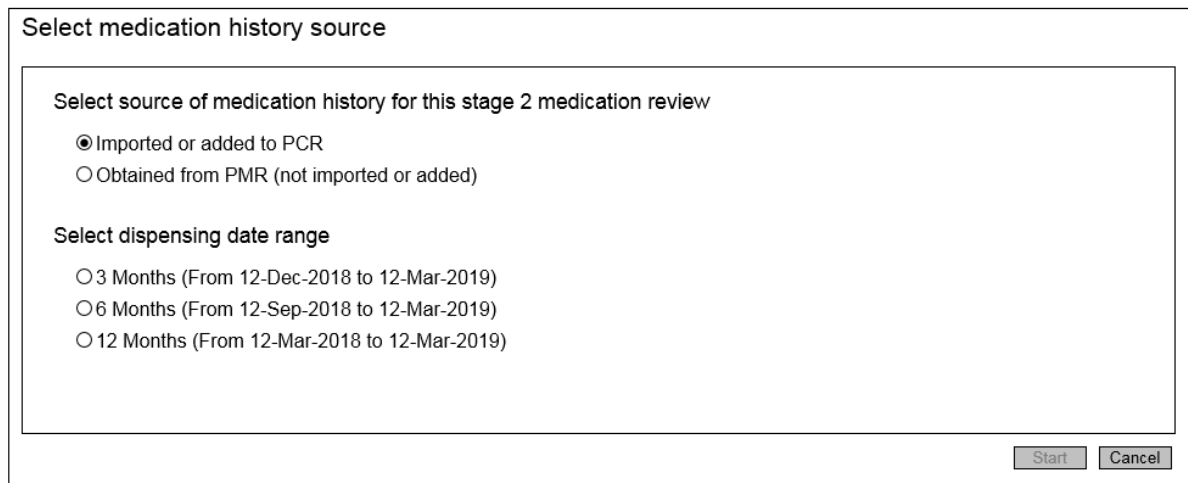 Select medication history source
Select source of medication history for this stage 2 medication review
Imported or added to PCR
Obtained from PMR (not imported or added)
Select dispensing date range
3 Months (From 12-Dec-2018 to 12-Mar-2019)
6 Months (From 12-Sep-2018 to 12-Mar-2019)
12 Months (From 12-Mar-2018 to 12-Mar-2019)
Start Cancel